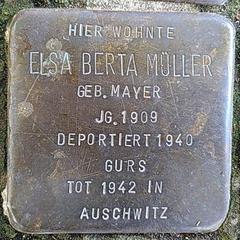 HIER WOHNTE
ELSA BERTA MÜLLER
GEB. MAYER
JG. 1909
DEPORTIERT 1940
GURS
TOT 1942 IN
AUSCHWITZ